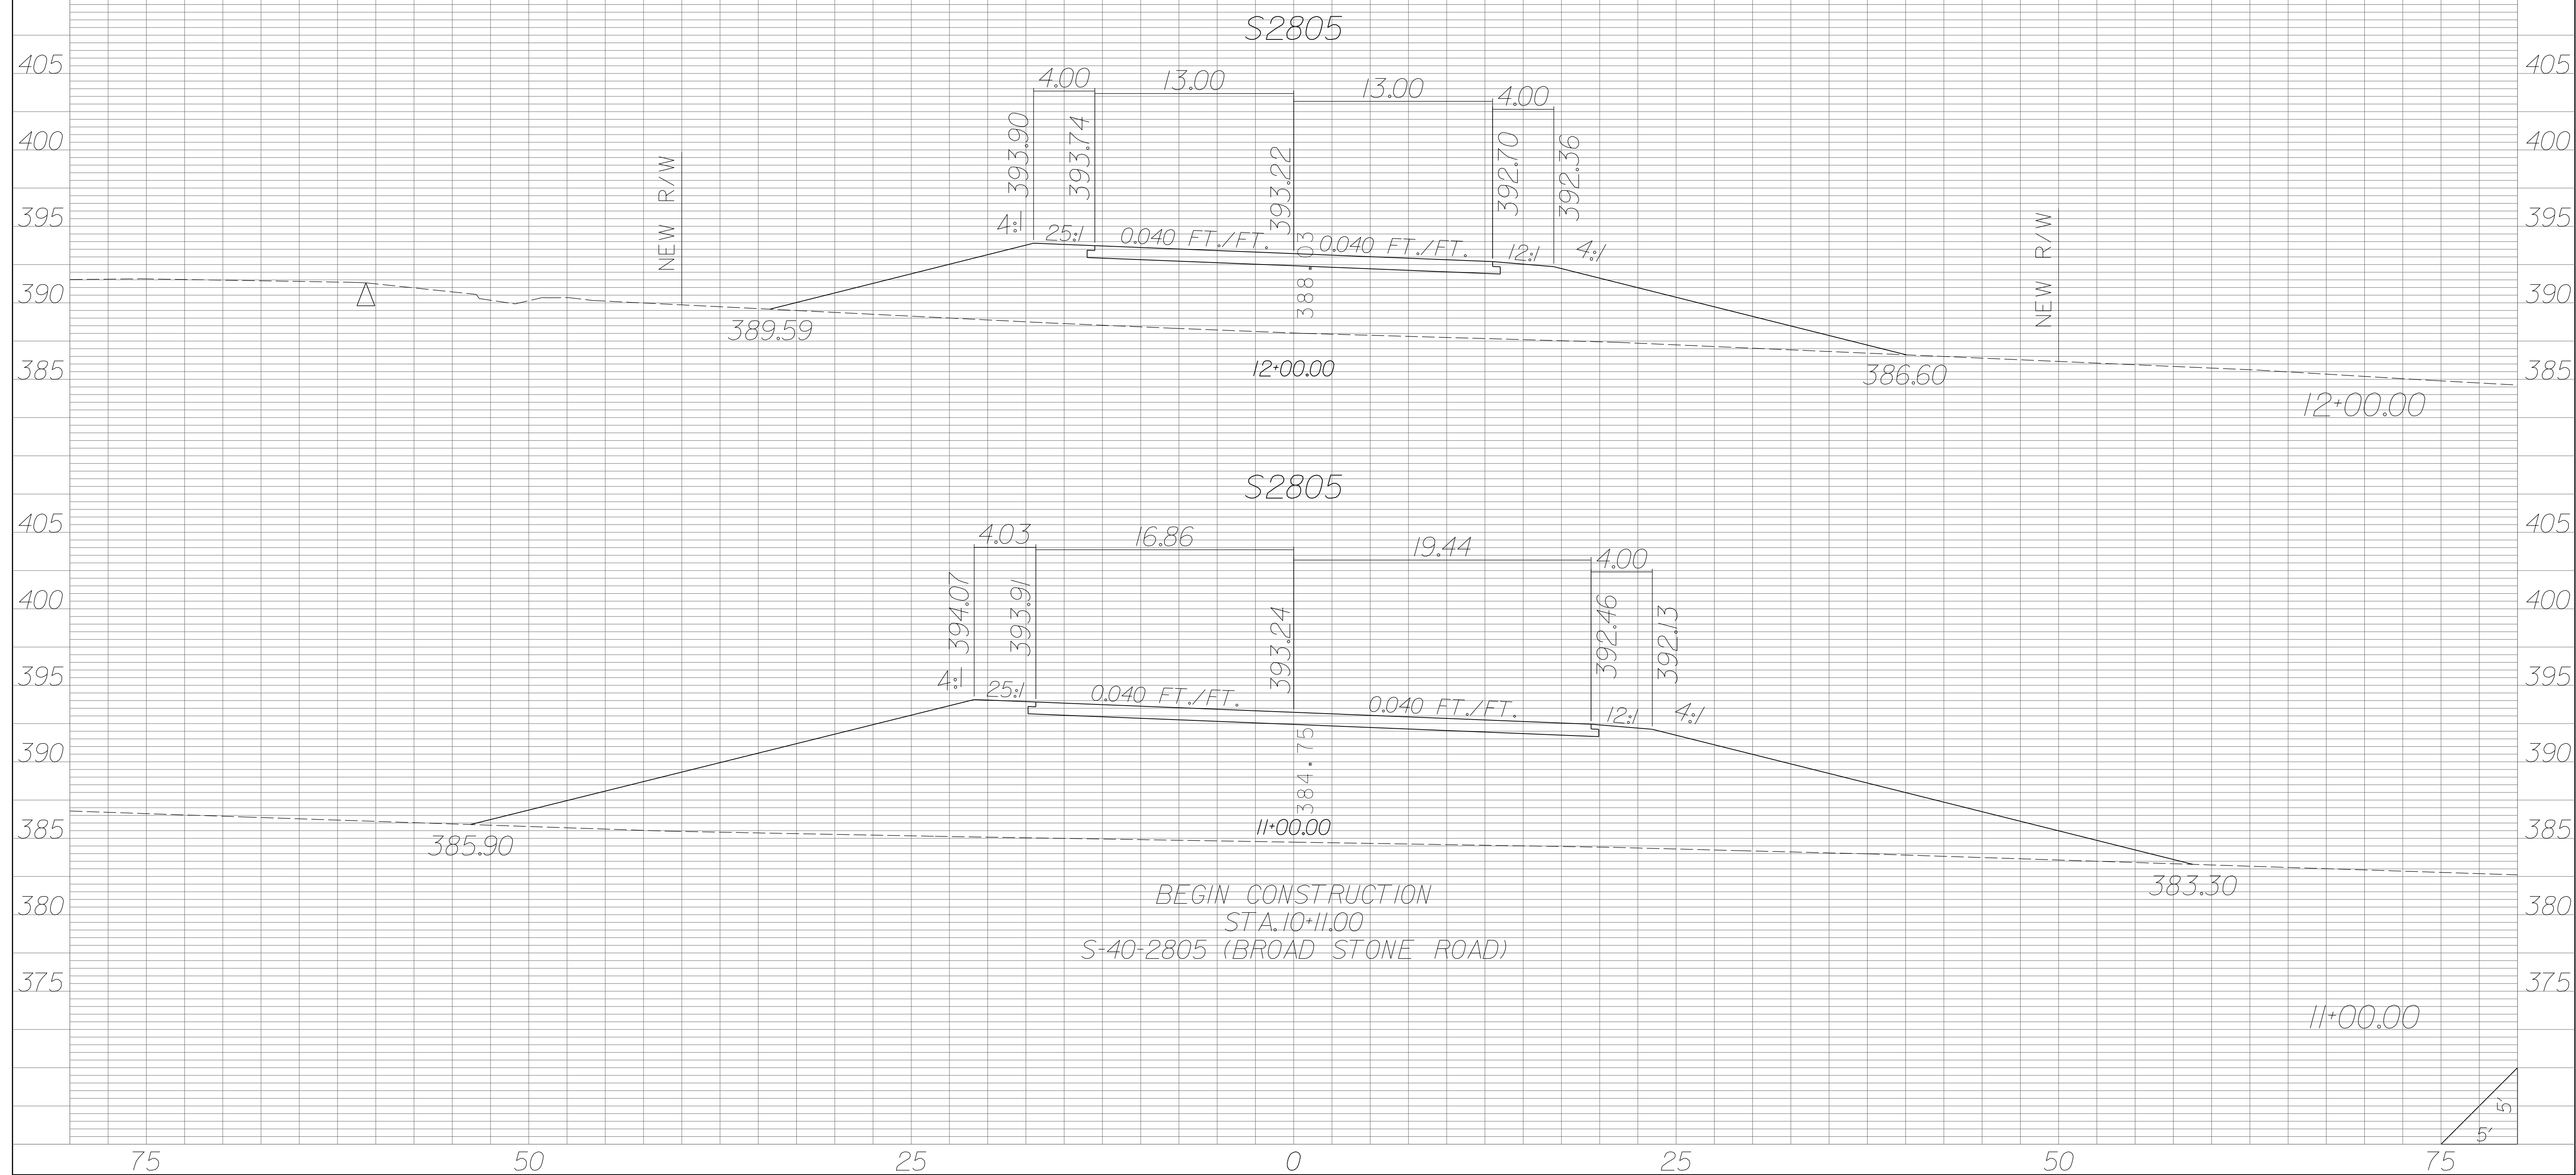 S2805
405 405
4.00 13.00 13.00 4.00
393.90 393.74 393.22 392.70 392.36
400 400
NEW R/W NEW R/W
395 395
4:1 25:1 0.040 FT./FT. 0.040 FT./FT. 12:1 4:1
388.03
390 390
389.59
385 12+00.00 386.60 385
12+00.00
S2805
405 405
4.03 16.86 19.44 4.00
394.07 393.91 393.24 392.46 392.13
400 400
395 395
4:1 25:1 0.040 FT./FT. 0.040 FT./FT. 12:1 4:1
384.75
390 390
385 11+00.00 385
385.90 383.30
BEGIN CONSTRUCTION
380 380
STA.10+11.00
S-40-2805 (BROAD STONE ROAD)
375 375
11+00.00
5'
5'
75 50 25 0 25 50 75